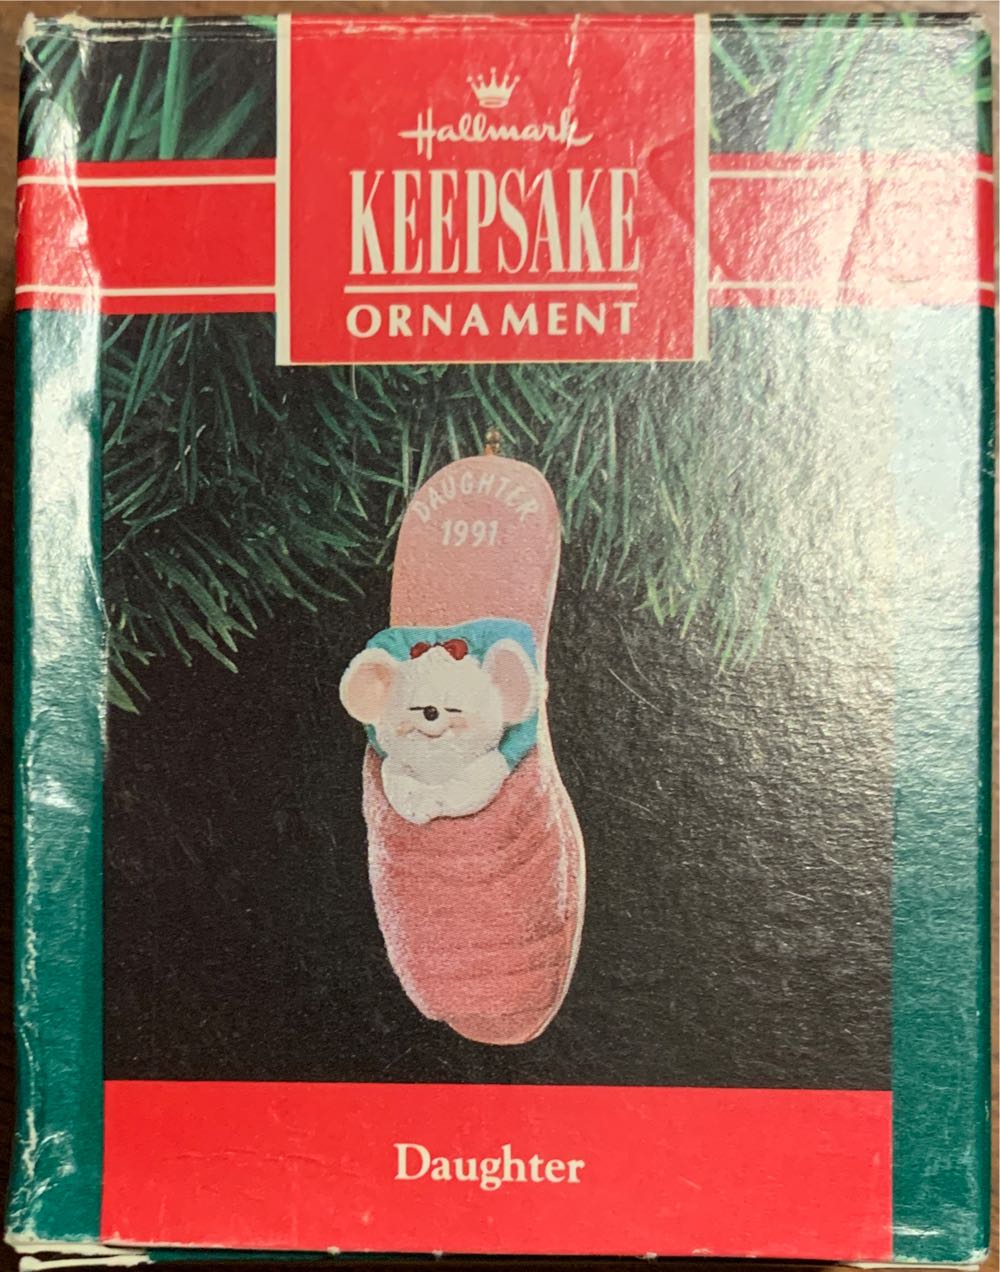 Hallmark
KEEPSAKE
ORNAMENT
DAUGHTER
1991
Daughter